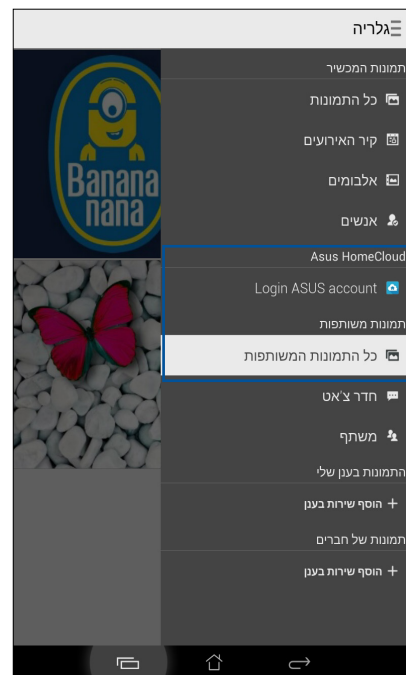 גלריה
תמונות המכשיר
כל התמונות
קיר האירועים
אלבומים
אנשים
Asus HomeCloud
Login ASUS account
תמונות משותפות
כל התמונות המשותפות
חדר צ'אט
משתף
התמונות בענן שלי
+ הוסף שירות בענן
תמונות של חברים
+ הוסף שירות בענן
Banana
nana